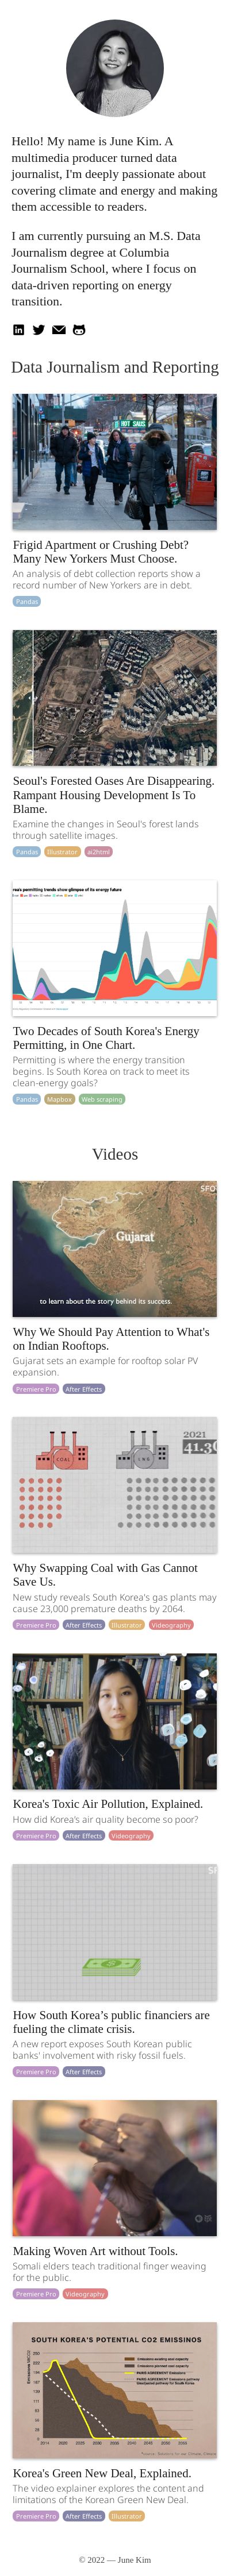 Hello! My name is June Kim. A
multimedia producer turned data
journalist, I'm deeply passionate about
covering climate and energy and making
them accessible to readers.
I am currently pursuing an M.S. Data
Journalism degree at Columbia
Journalism School, where I focus on
data-driven reporting on energy
transition.
Data Journalism and Reporting
HOT SUDS
Frigid Apartment or Crushing Debt?
Many New Yorkers Must Choose.
An analysis of debt collection reports show a
record number of New Yorkers are in debt.
Pandas
Seoul's Forested Oases Are Disappearing.
Rampant Housing Development Is To
Blame.
Examine the changes in Seoul's forest lands
through satellite images.
Pandas Illustrator ai2html
permitting trends show glimpse of its energy future
Two Decades of South Korea's Energy
Permitting, in One Chart.
Permitting is where the energy transition
begins. Is South Korea on track to meet its
clean-energy goals?
Pandas Mapbox Web scraping
Videos
SFO
Gujarat
to learn about the story behind its success.
Why We Should Pay Attention to What's
on Indian Rooftops.
Gujarat sets an example for rooftop solar PV
expansion.
Premiere Pro After Effects
2021
COAL
LNG
Why Swapping Coal with Gas Cannot
Save Us.
New study reveals South Korea's gas plants may
cause 23,000 premature deaths by 2064.
Premiere Pro After Effects Illustrator Videography
Korea's Toxic Air Pollution, Explained.
How did Korea’s air quality become so poor?
Premiere Pro After Effects Videography
How South Korea’s public financiers are
fueling the climate crisis.
A new report exposes South Korean public
banks' involvement with risky fossil fuels.
Premiere Pro After Effects
Making Woven Art without Tools.
Somali elders teach traditional finger weaving
for the public.
Premiere Pro Videography
SOUTH KOREA'S POTENTIAL CO2 EMISSINOS
Korea's Green New Deal, Explained.
The video explainer explores the content and
limitations of the Korean Green New Deal.
Premiere Pro After Effects Illustrator
© 2022 — June Kim